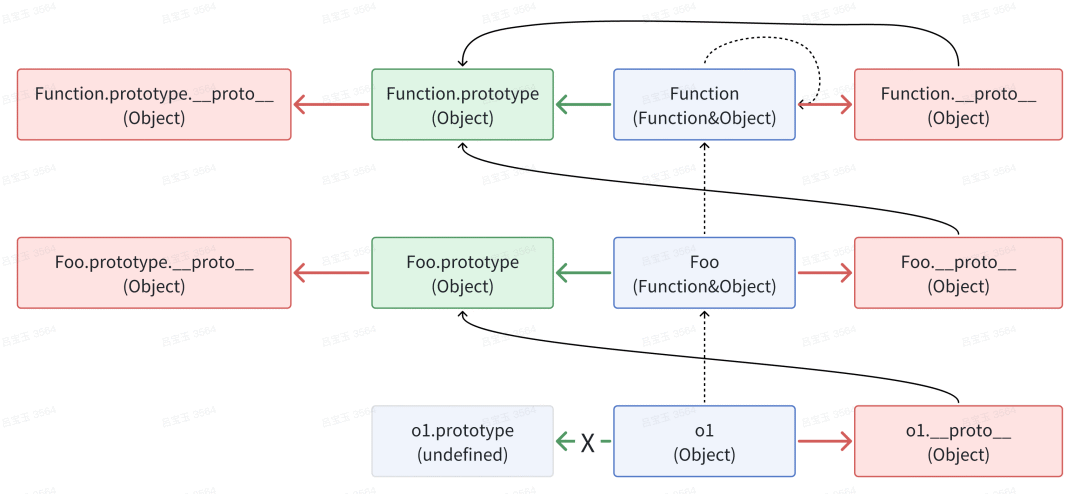 Function.prototype.__proto__
(Object)
Function.prototype
(Object)
Function
(Function&Object)
Function.__proto__
(Object)
Foo.prototype.__proto__
(Object)
Foo.prototype
(Object)
Foo
(Function&Object)
Foo.__proto__
(Object)
o1.prototype
(undefined)
X
o1
(Object)
o1.__proto__
(Object)